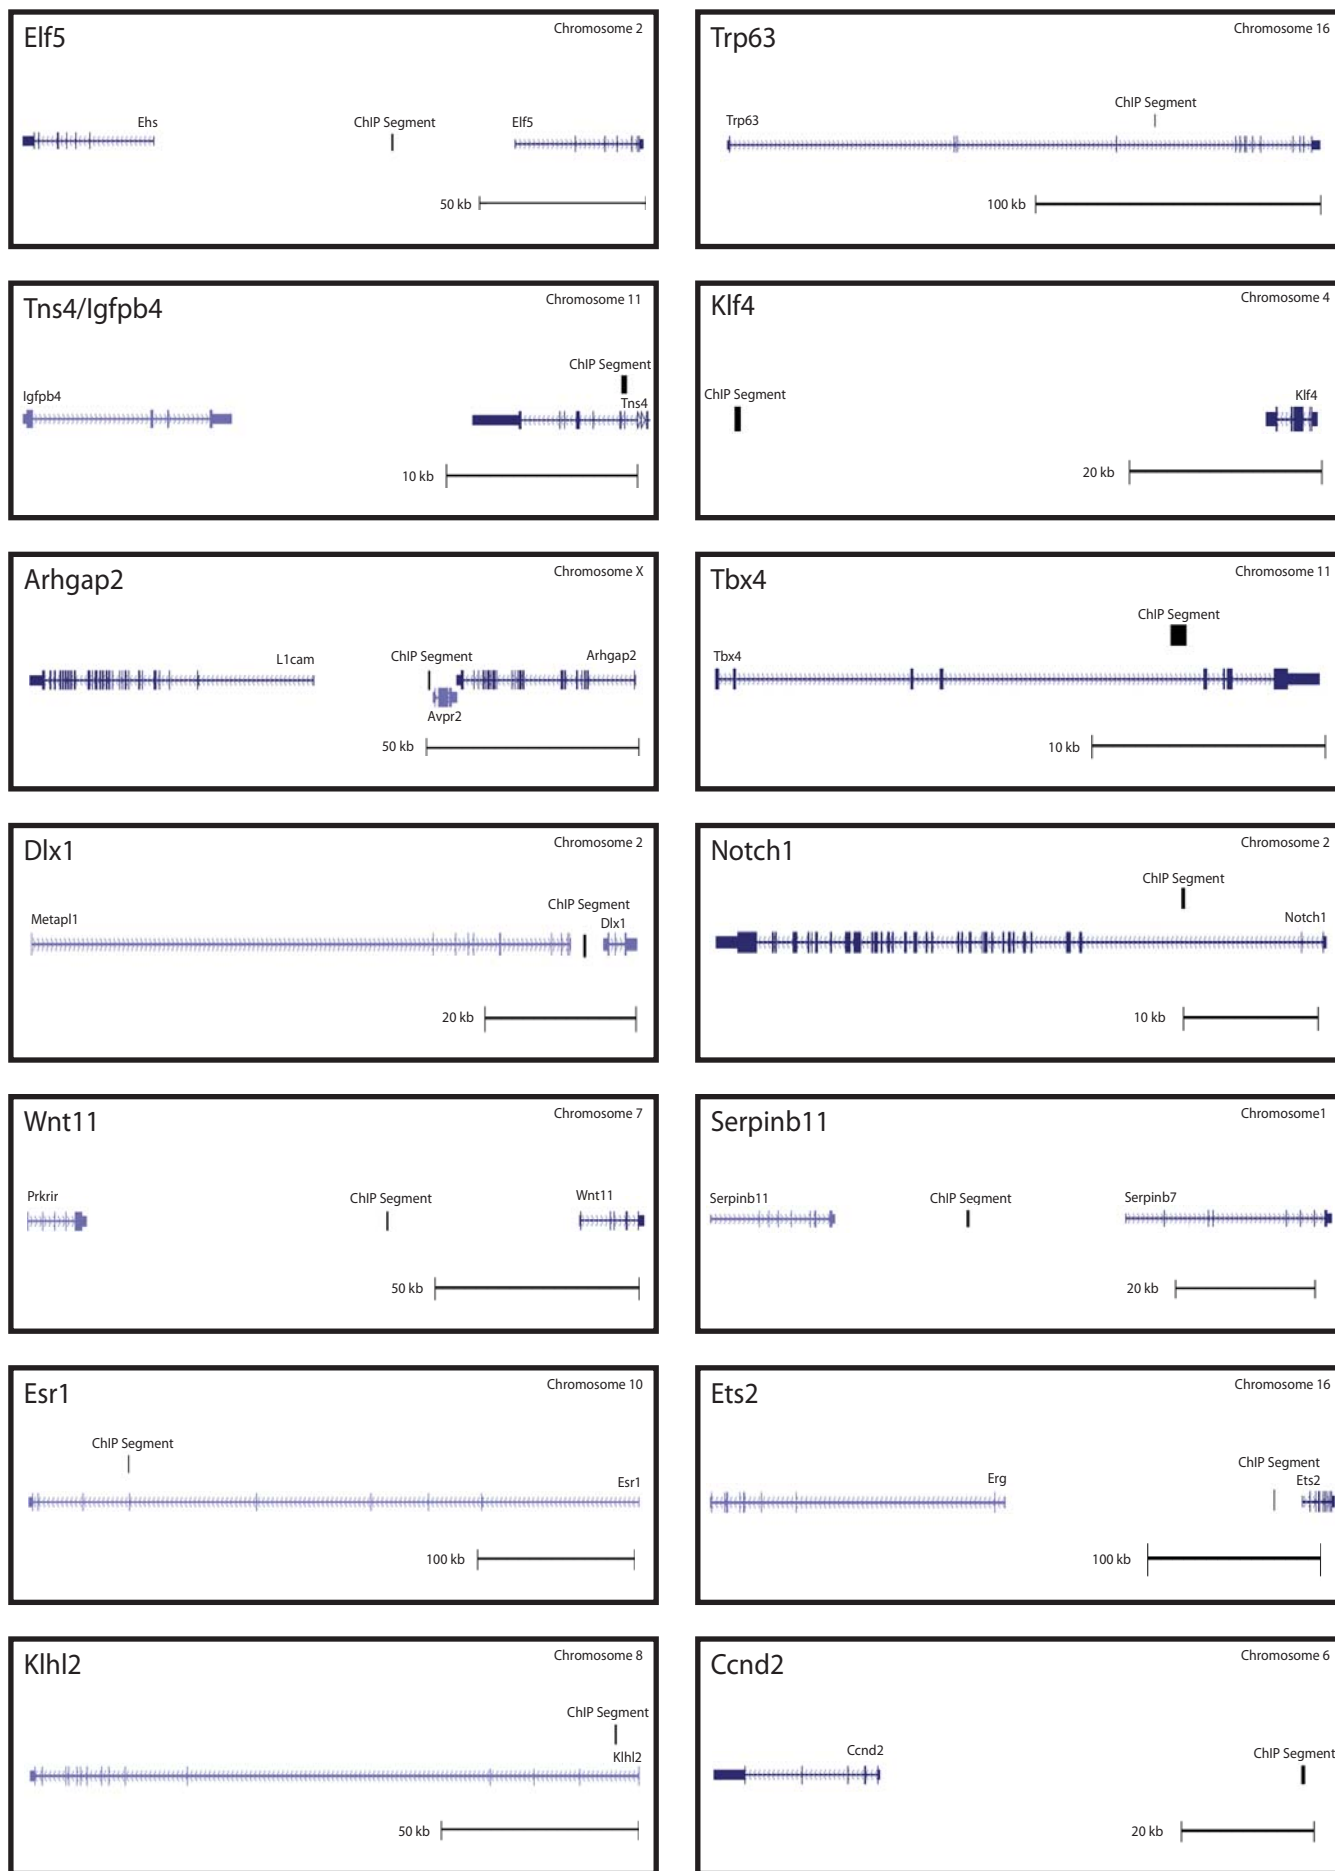 Elf5
Chromosome 2
Ehs
ChIP Segment
Elf5
50 kb
Trp63
Chromosome 16
ChIP Segment
Trp63
100 kb
Tns4/Igfpb4
Chromosome 11
ChIP Segment
Igfpb4
Tns4
10 kb
Klf4
Chromosome 4
ChIP Segment
Klf4
20 kb
Arhgap2
Chromosome X
L1cam
ChIP Segment
Arhgap2
Avpr2
50 kb
Tbx4
Chromosome 11
ChIP Segment
Tbx4
10 kb
Dlx1
Chromosome 2
ChIP Segment
Metapl1
Dlx1
20 kb
Notch1
Chromosome 2
ChIP Segment
Notch1
10 kb
Wnt11
Chromosome 7
Prkrir
ChIP Segment
Wnt11
50 kb
Serpinb11
Chromosome1
Serpinb11
ChIP Segment
Serpinb7
20 kb
Esr1
Chromosome 10
ChIP Segment
Esr1
100 kb
Ets2
Chromosome 16
ChIP Segment
Erg
Ets2
100 kb
Klhl2
Chromosome 8
ChIP Segment
Klhl2
50 kb
Ccnd2
Chromosome 6
Ccnd2
ChIP Segment
20 kb